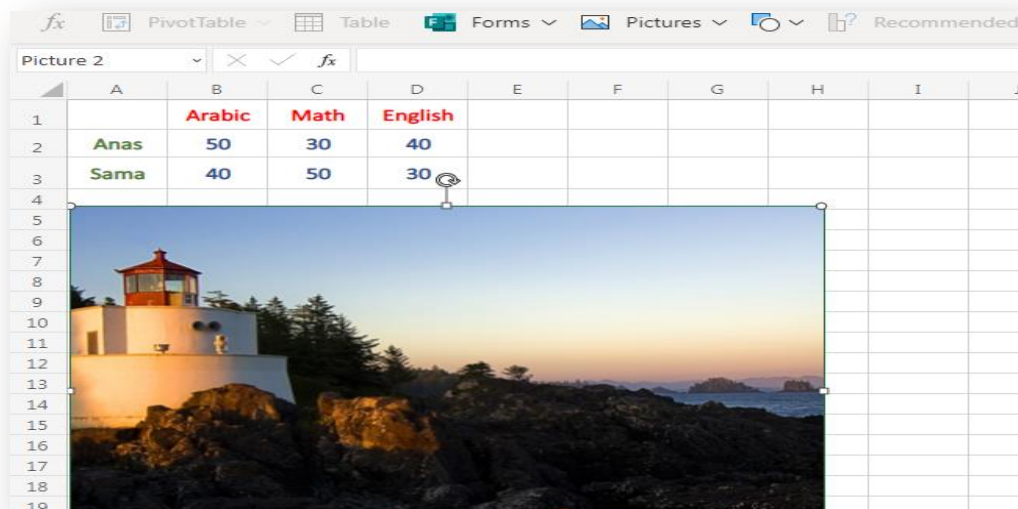 fx PivotTable Table Forms Pictures Recommended
Picture 2 fx
A B C D E F G H I
1 Arabic Math English
2 Anas 50 30 40
3 Sama 40 50 30
4
5
6
7
8
9
10
11
12
13
14
15
16
17
18
19